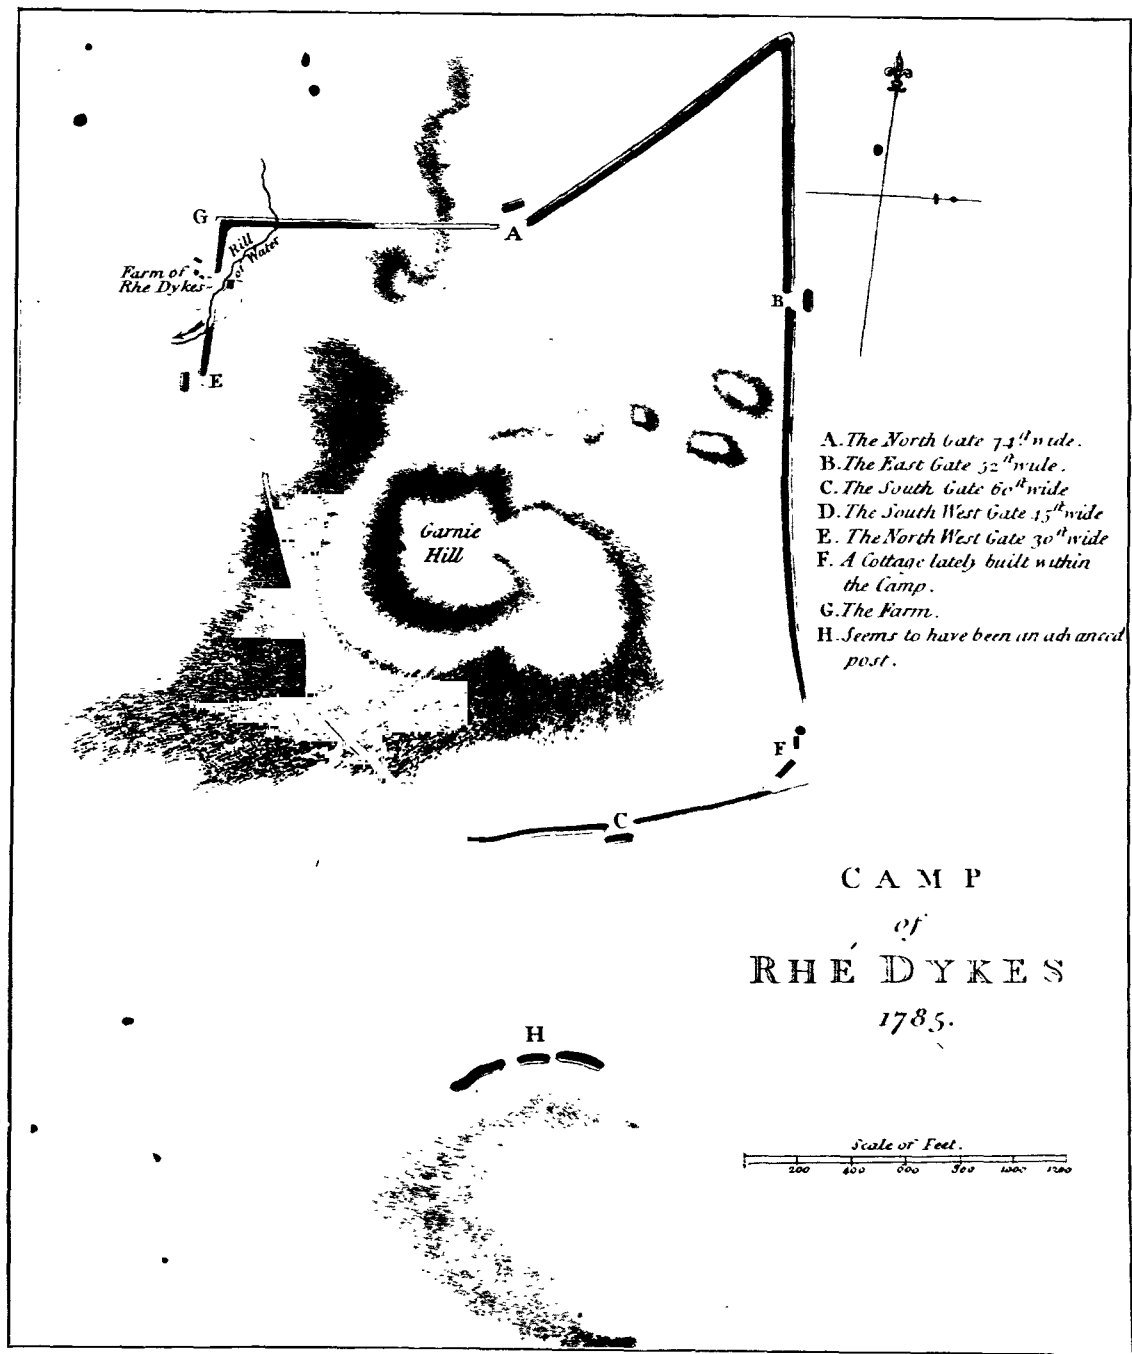 G
A
Rill
of Water
Farm of
Rhe Dykes
B
E
A. The North Gate 74 ft wide.
B. The East Gate 52 ft wide.
C. The South Gate 60 ft wide
D. The South West Gate 45 ft wide
E. The North West Gate 30 ft wide
F. A Cottage lately built within
the Camp.
G. The Farm.
H. Seems to have been an advanced
post.
Garnie
Hill
F
C
CAMP
of
RHÉ DYKES
1785.
H
Scale of Feet.
200 400 600 800 1000 1200